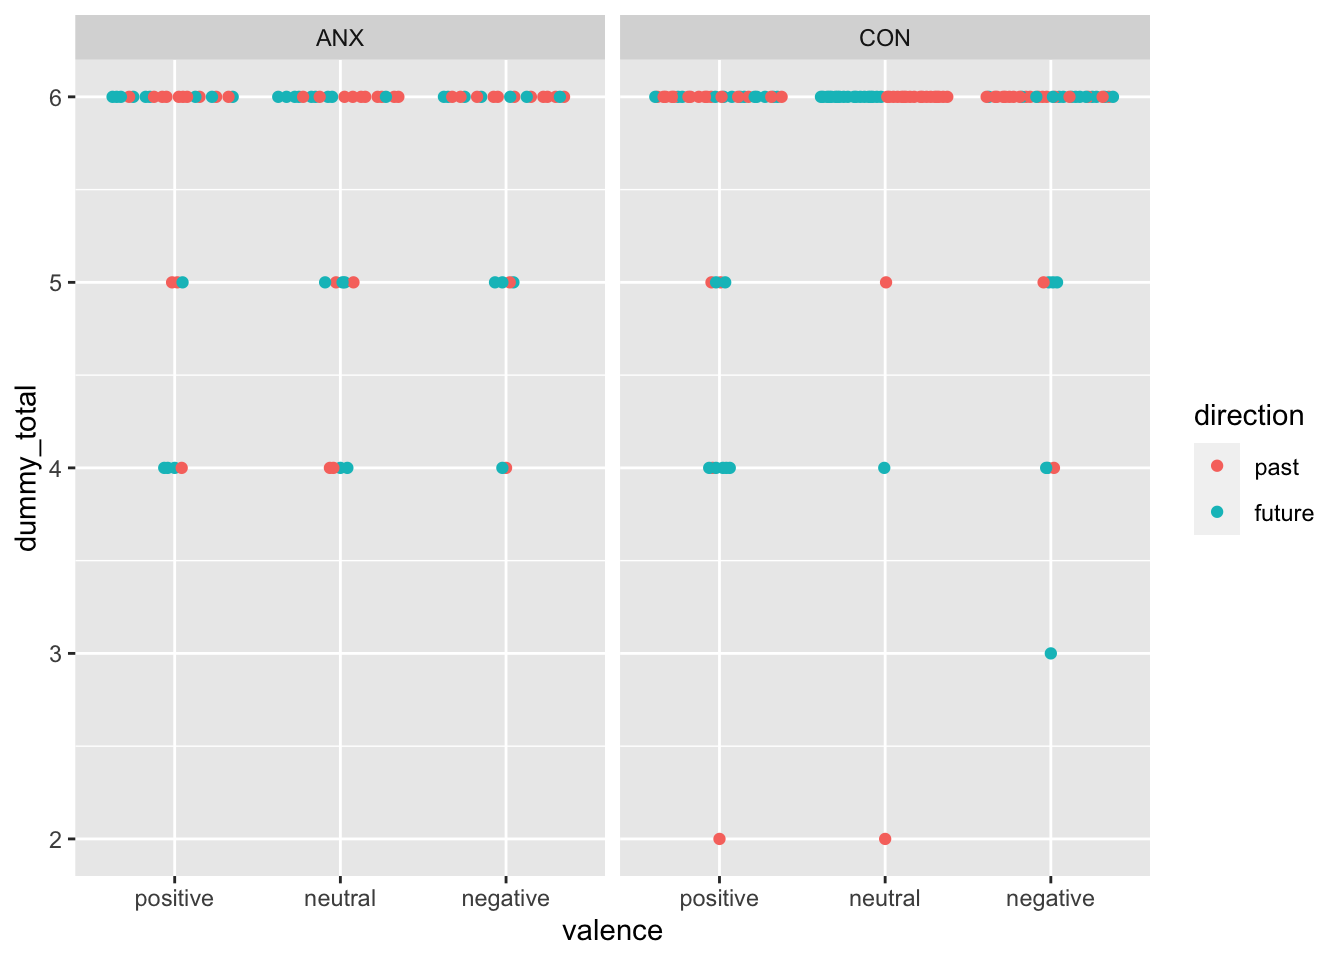 ANX CON
6
5
4
3
2
dummy_total
positive neutral negative positive neutral negative
valence
direction
past
future